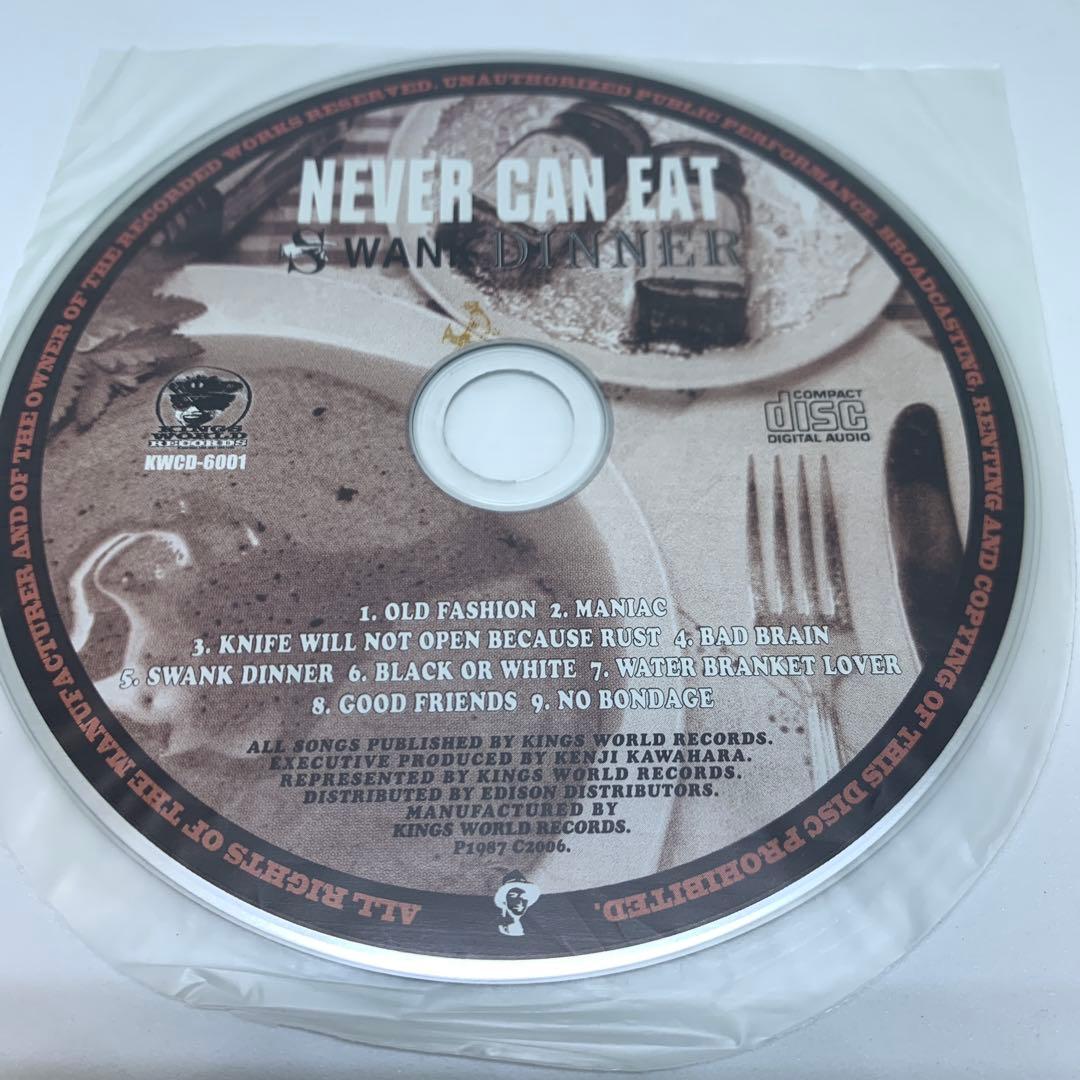 NEVER CAN EAT
SWANK DINNER
KINGS
WORLD
RECORDS
KWCD-6001
COMPACT
disc
DIGITAL AUDIO
1. OLD FASHION 2. MANIAC
3. KNIFE WILL NOT OPEN BECAUSE RUST 4. BAD BRAIN
5. SWANK DINNER 6. BLACK OR WHITE 7. WATER BRANKET LOVER
8. GOOD FRIENDS 9. NO BONDAGE
ALL SONGS PUBLISHED BY KINGS WORLD RECORDS.
EXECUTIVE PRODUCED BY KENJI KAWAHARA.
REPRESENTED BY KINGS WORLD RECORDS.
DISTRIBUTED BY EDISON DISTRIBUTORS.
MANUFACTURED BY
KINGS WORLD RECORDS.
P1987 C2006.
ALL RIGHTS OF THE MANUFACTURER AND OF THE OWNER OF THE RECORDED WORKS RESERVED. UNAUTHORIZED PUBLIC PERFORMANCE, BROADCASTING, RENTING AND COPYING OF THIS DISC PROHIBITED.